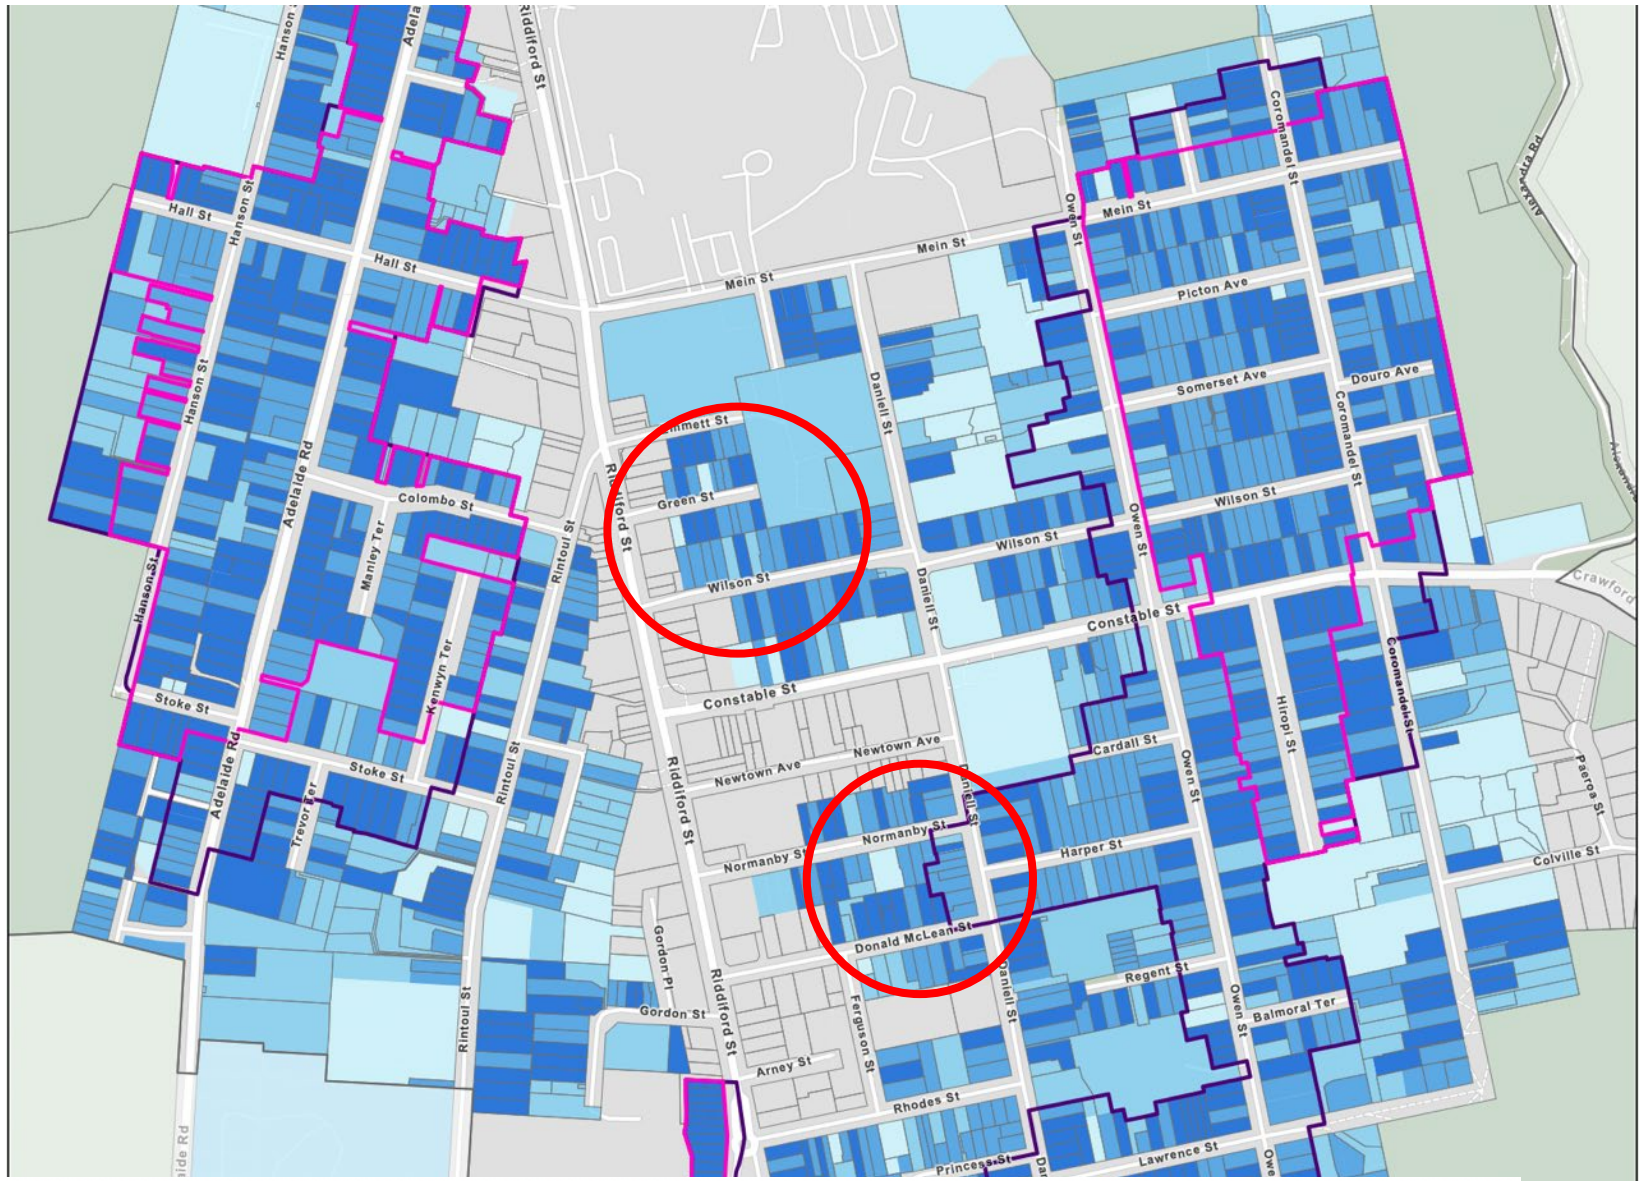 Hanson S
Adela
Riddiford St
Coromandel St
Alexandra Rd
Hall St
Hanson St
Owen St
Mein St
Mein St
Hall St
Mein St
Picton Ave
Hanson St
Daniell St
Somerset Ave
Douro Ave
Coromandel St
mmett St
Adelaide Rd
Riddiford St
Green St
Wilson St
Colombo St
Owen St
Rintoul St
Manley Ter
Wilson St
Wilson St
Hanson St
Daniell St
Crawford
Constable St
Kenwyn Ter
Coromandel St
Stoke St
Constable St
Hiropi St
Adelaide Rd
Newtown Ave
Cardall St
Newtown Ave
Rintoul St
Stoke St
Owen St
Paeroa St
Riddiford St
Daniell St
Trevor Ter
Normanby St
Normanby St
Harper St
Colville St
Donald McLean St
Gordon Pl
Regent St
Riddiford St
Daniell St
Rintoul St
Ferguson St
Owen St
Balmoral Ter
Gordon St
Arney St
Rhodes St
ide Rd
Lawrence St
Princess St
Da
Owe